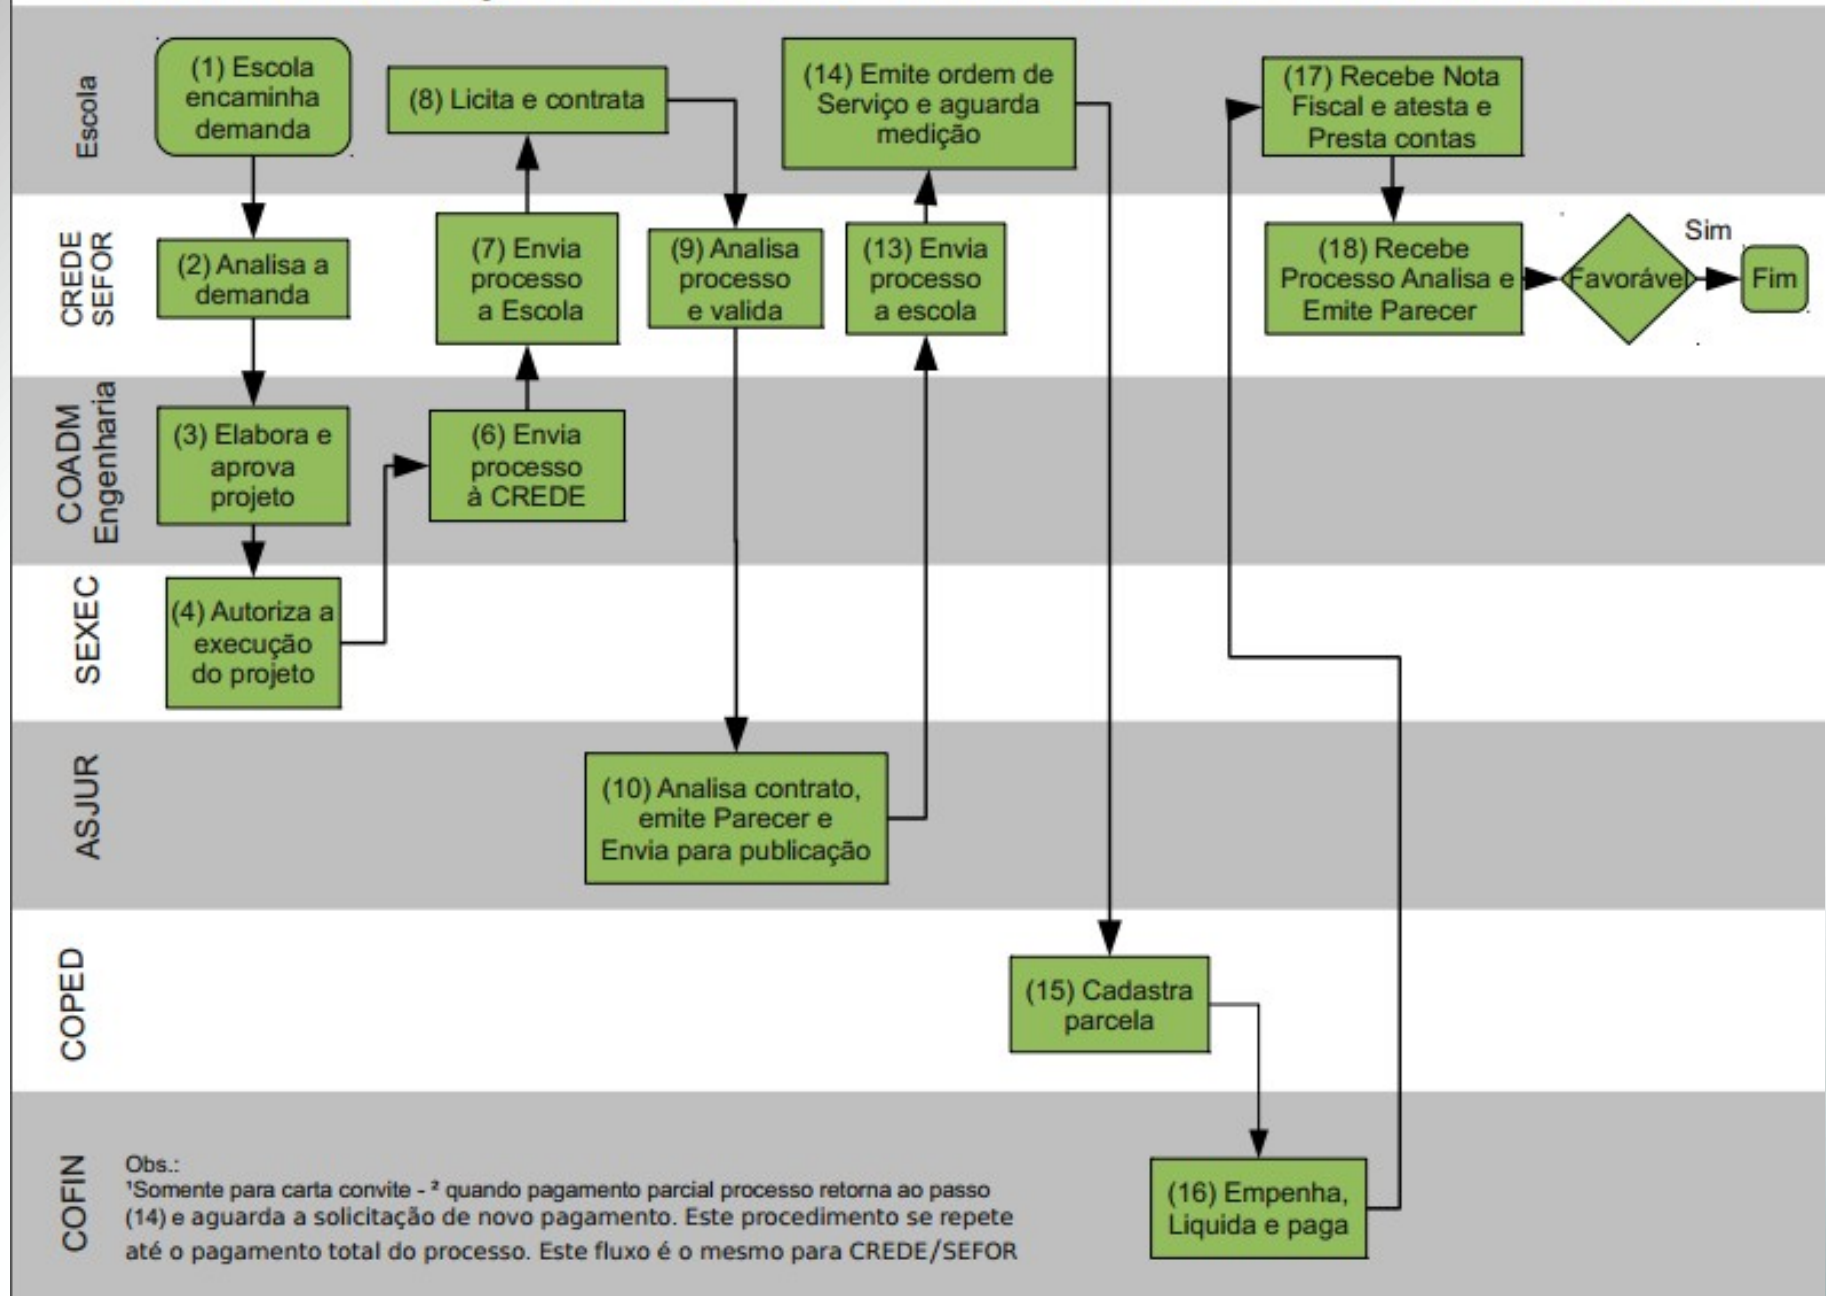 Escola
(1) Escola
encaminha
demanda
(8) Licita e contrata
(14) Emite ordem de
Serviço e aguarda
medição
(17) Recebe Nota
Fiscal e atesta e
Presta contas
CREDE
SEFOR
(2) Analisa a
demanda
(7) Envia
processo
a Escola
(9) Analisa
processo
e valida
(13) Envia
processo
a escola
(18) Recebe
Processo Analisa e
Emite Parecer
Favorável
Sim
Fim
COADM
Engenharia
(3) Elabora e
aprova
projeto
(6) Envia
processo
à CREDE
SEXEC
(4) Autoriza a
execução
do projeto
ASJUR
(10) Analisa contrato,
emite Parecer e
Envia para publicação
COPED
(15) Cadastra
parcela
COFIN
Obs.:
¹Somente para carta convite - ² quando pagamento parcial processo retorna ao passo
(14) e aguarda a solicitação de novo pagamento. Este procedimento se repete
até o pagamento total do processo. Este fluxo é o mesmo para CREDE/SEFOR
(16) Empenha,
Liquida e paga